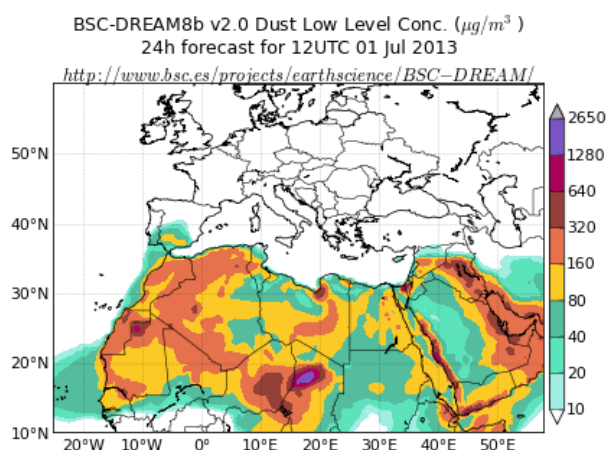 BSC-DREAM8b v2.0 Dust Low Level Conc. (μg/m³ )
24h forecast for 12UTC 01 Jul 2013
http://www.bsc.es/projects/earthscience/BSC−DREAM/
2650
1280
640
320
160
80
40
20
10
50°N
40°N
30°N
20°N
10°N
20°W 10°W 0° 10°E 20°E 30°E 40°E 50°E